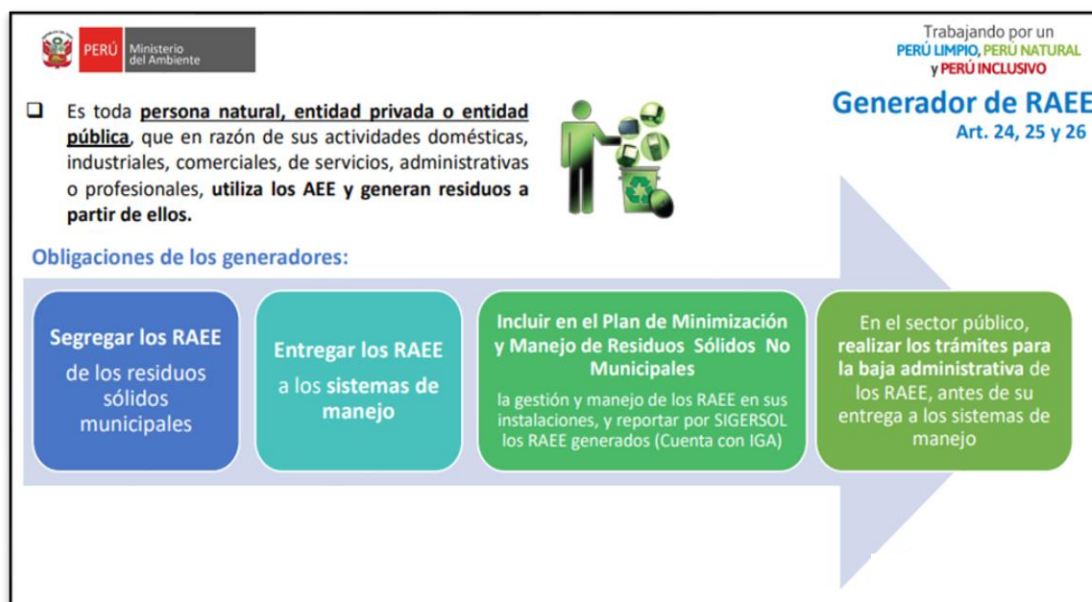 PERÚ
Ministerio
del Ambiente
Trabajando por un
PERÚ LIMPIO, PERÚ NATURAL
y PERÚ INCLUSIVO
Generador de RAEE
Art. 24, 25 y 26
Es toda persona natural, entidad privada o entidad
pública, que en razón de sus actividades domésticas,
industriales, comerciales, de servicios, administrativas
o profesionales, utiliza los AEE y generan residuos a
partir de ellos.
Obligaciones de los generadores:
Segregar los RAEE
de los residuos
sólidos
municipales
Entregar los RAEE
a los sistemas de
manejo
Incluir en el Plan de Minimización
y Manejo de Residuos Sólidos No
Municipales
la gestión y manejo de los RAEE en sus
instalaciones, y reportar por SIGERSOL
los RAEE generados (Cuenta con IGA)
En el sector público,
realizar los trámites para
la baja administrativa de
los RAEE, antes de su
entrega a los sistemas de
manejo